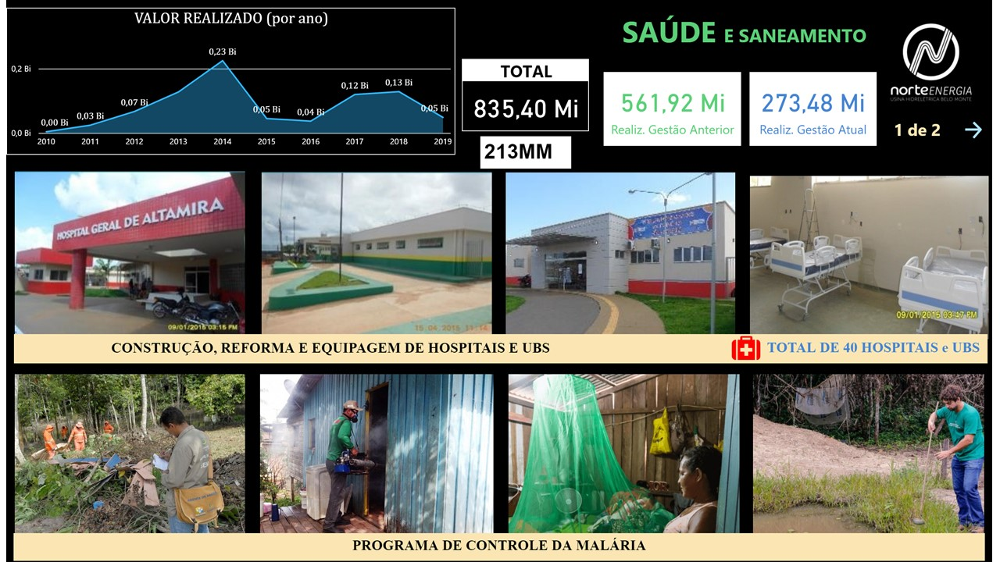 VALOR REALIZADO (por ano)
0,2 Bi
0,0 Bi
0,00 Bi
0,03 Bi
0,07 Bi
0,23 Bi
0,05 Bi
0,04 Bi
0,12 Bi
0,13 Bi
0,05 Bi
2010
2011
2012
2013
2014
2015
2016
2017
2018
2019
TOTAL
835,40 Mi
213MM
SAÚDE E SANEAMENTO
561,92 Mi
Realiz. Gestão Anterior
273,48 Mi
Realiz. Gestão Atual
norteENERGIA
USINA HIDRELÉTRICA BELO MONTE
1 de 2
HOSPITAL GERAL DE ALTAMIRA
09/01/2015 03:15 PM
15.04.2015 11:14
09/01/2015 03:47 PM
CONSTRUÇÃO, REFORMA E EQUIPAGEM DE HOSPITAIS E UBS
TOTAL DE 40 HOSPITAIS e UBS
PROGRAMA DE CONTROLE DA MALÁRIA